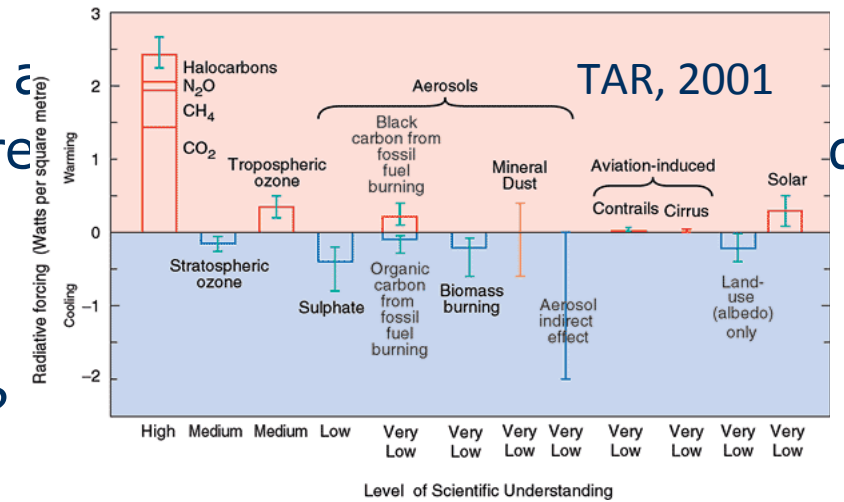 3
2
1
0
−1
−2
Radiative forcing (Watts per square metre)
Warming
Cooling
TAR, 2001
Halocarbons
N₂O
CH₄
CO₂
Stratospheric
ozone
Tropospheric
ozone
Aerosols
Sulphate
Black
carbon from
fossil
fuel
burning
Organic
carbon
from
fossil
fuel
burning
Biomass
burning
Mineral
Dust
Aerosol
indirect
effect
Aviation-induced
Contrails Cirrus
Land-
use
(albedo)
only
Solar
High Medium Medium Low Very Low Very Low Very Low Very Low Very Low Very Low Very Low Very Low
Level of Scientific Understanding